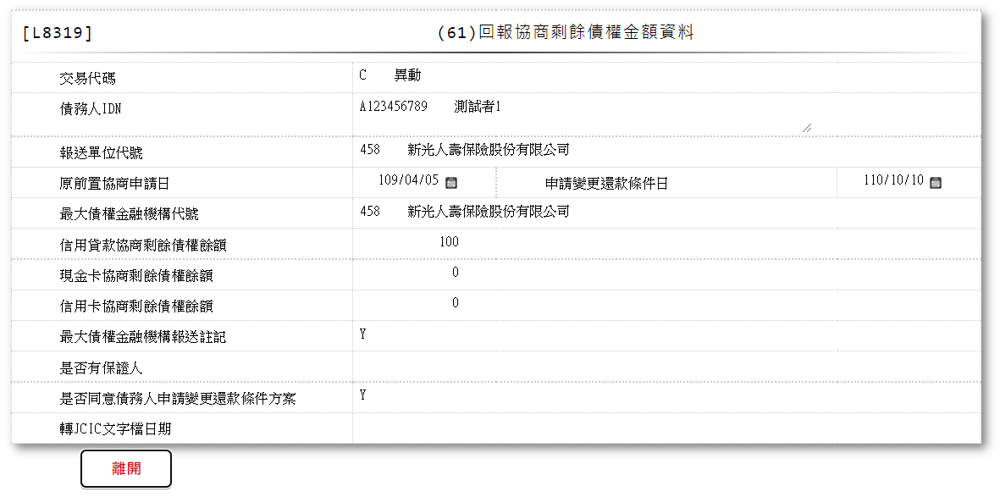 [L8319] (61)回報協商剩餘債權金額資料
交易代碼 C 異動
債務人IDN A123456789 測試者1
報送單位代號 458 新光人壽保險股份有限公司
原前置協商申請日 109/04/05 申請變更還款條件日 110/10/10
最大債權金融機構代號 458 新光人壽保險股份有限公司
信用貸款協商剩餘債權餘額 100
現金卡協商剩餘債權餘額 0
信用卡協商剩餘債權餘額 0
最大債權金融機構報送註記 Y
是否有保證人
是否同意債務人申請變更還款條件方案 Y
轉JCIC文字檔日期
離開